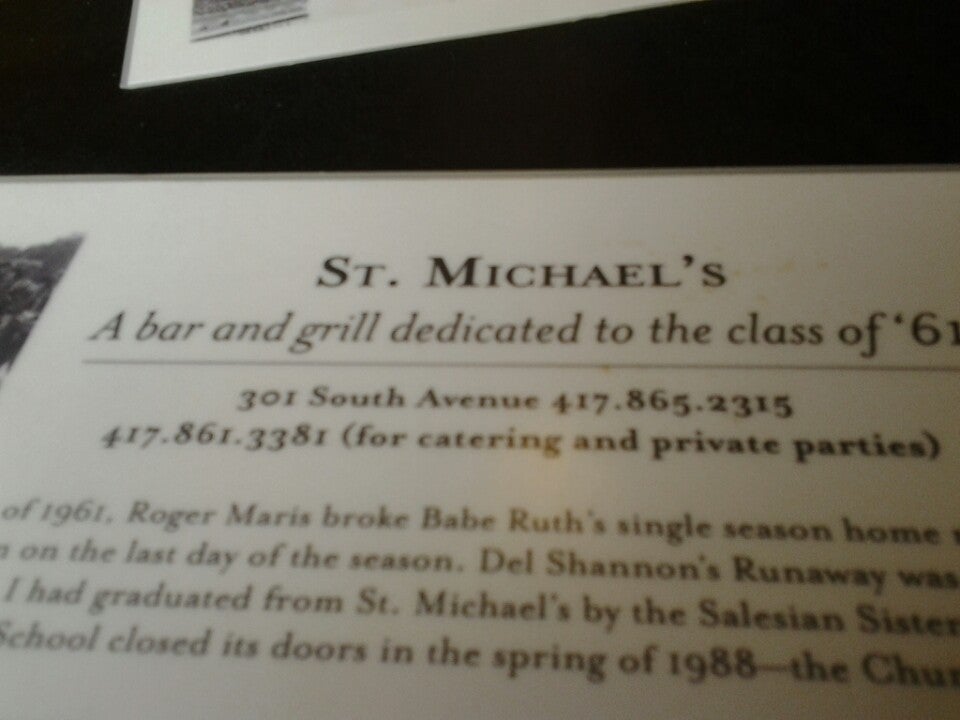 ST. MICHAEL'S
A bar and grill dedicated to the class of '61
301 South Avenue 417.865.2315
417.861.3381 (for catering and private parties)
of 1961. Roger Maris broke Babe Ruth's single season home
on the last day of the season. Del Shannon's Runaway was
I had graduated from St. Michael's by the Salesian Sister
School closed its doors in the spring of 1988—the